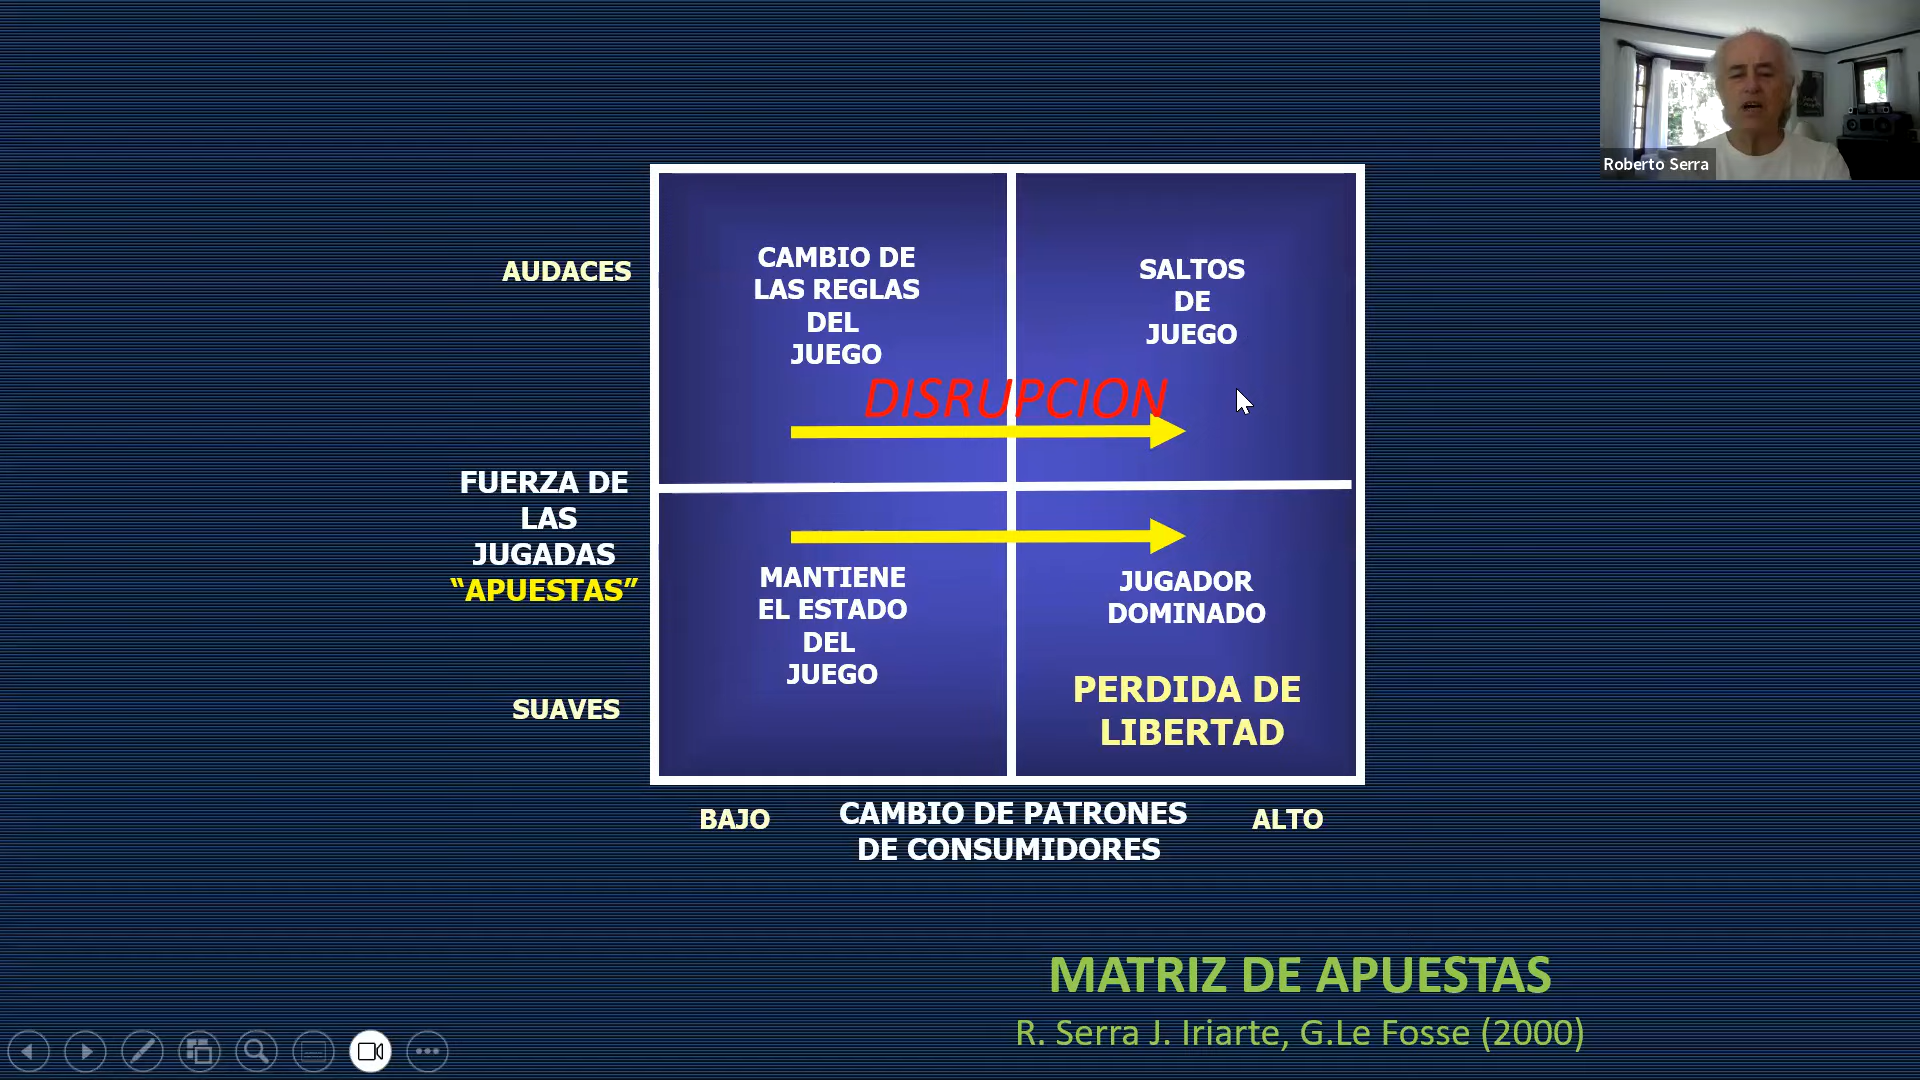 Roberto Serra
AUDACES
CAMBIO DE
LAS REGLAS
DEL
JUEGO
SALTOS
DE
JUEGO
DISRUPCION
FUERZA DE
LAS
JUGADAS
“APUESTAS”
MANTIENE
EL ESTADO
DEL
JUEGO
JUGADOR
DOMINADO
PERDIDA DE
LIBERTAD
SUAVES
BAJO
CAMBIO DE PATRONES
DE CONSUMIDORES
ALTO
MATRIZ DE APUESTAS
R. Serra J. Iriarte, G.Le Fosse (2000)